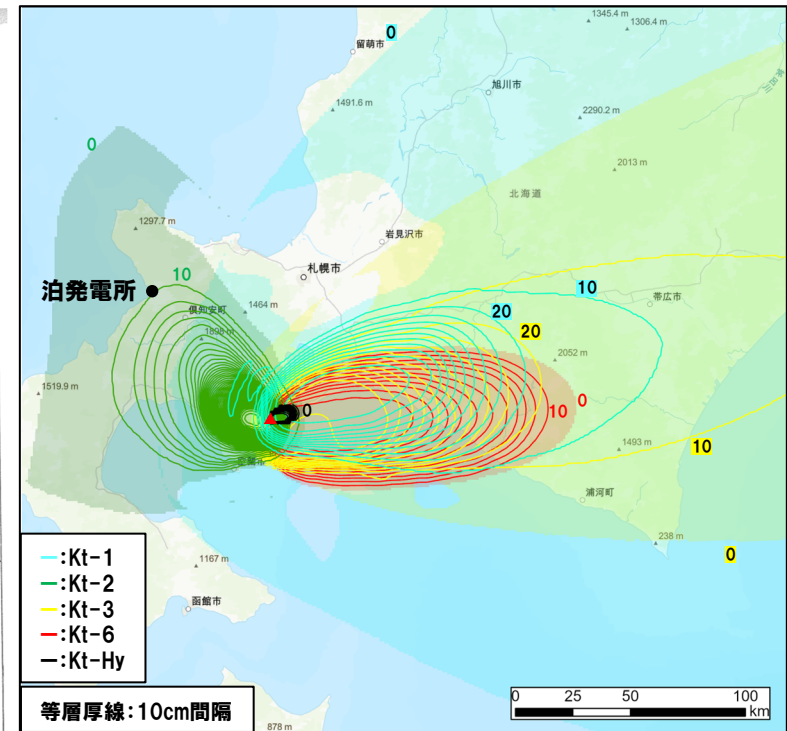 1345.4 m
1306.4 m
0
留萌市
旭川市
1491.6 m
2290.2 m
0
2013 m
北海道
1297.7 m
岩見沢市
札幌市
10
泊発電所
10
帯広市
倶知安町
1464 m
20
20
1898 m
2052 m
1519.9 m
0
10
0
10
1493 m
室蘭市
浦河町
238 m
0
:Kt-1
:Kt-2
:Kt-3
:Kt-6
:Kt-Hy
1167 m
函館市
等層厚線:10cm間隔
878 m
0 25 50 100
km